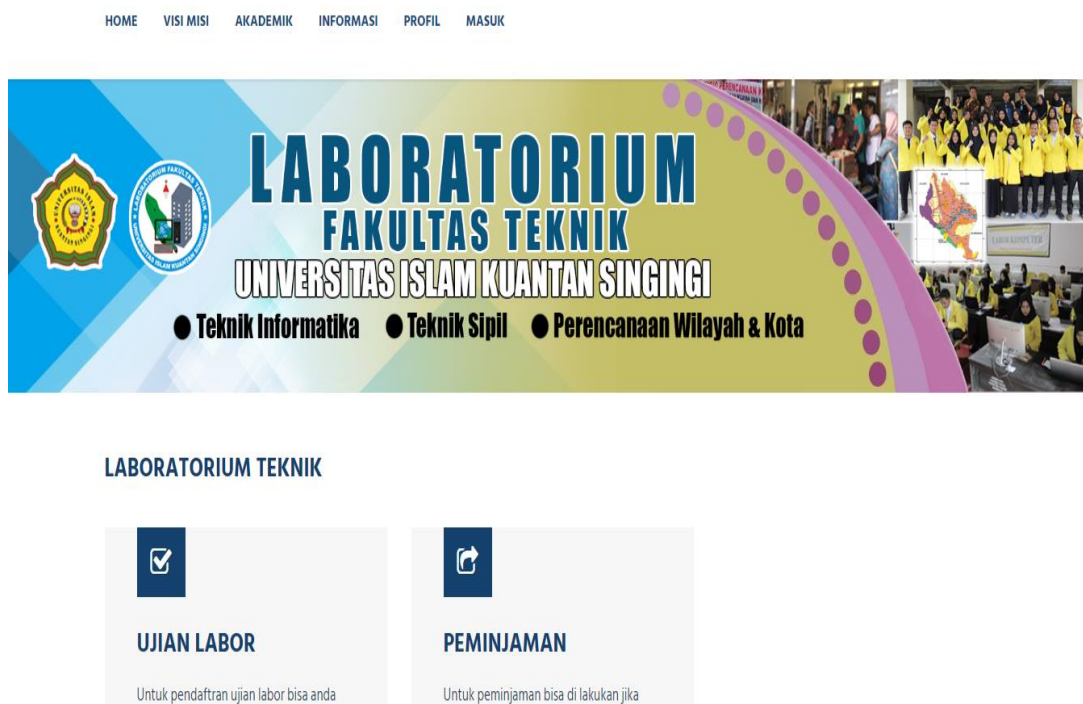 HOME VISI MISI AKADEMIK INFORMASI PROFIL MASUK
LABORATORIUM
FAKULTAS TEKNIK
UNIVERSITAS ISLAM KUANTAN SINGINGI
● Teknik Informatika ● Teknik Sipil ● Perencanaan Wilayah & Kota
LABOR KOMPUTER
LABORATORIUM TEKNIK
UJIAN LABOR
Untuk pendaftran ujian labor bisa anda
PEMINJAMAN
Untuk peminjaman bisa di lakukan jika